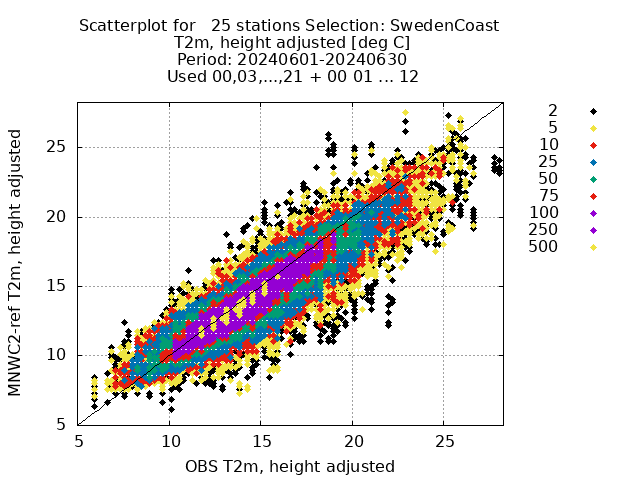 Scatterplot for   25 stations Selection: SwedenCoast
T2m, height adjusted [deg C]
Period: 20240601-20240630
Used 00,03,...,21 + 00 01 ... 12
MNWC2-ref T2m, height adjusted
25
20
15
10
5
5 10 15 20 25
OBS T2m, height adjusted
2
5
10
25
50
75
100
250
500